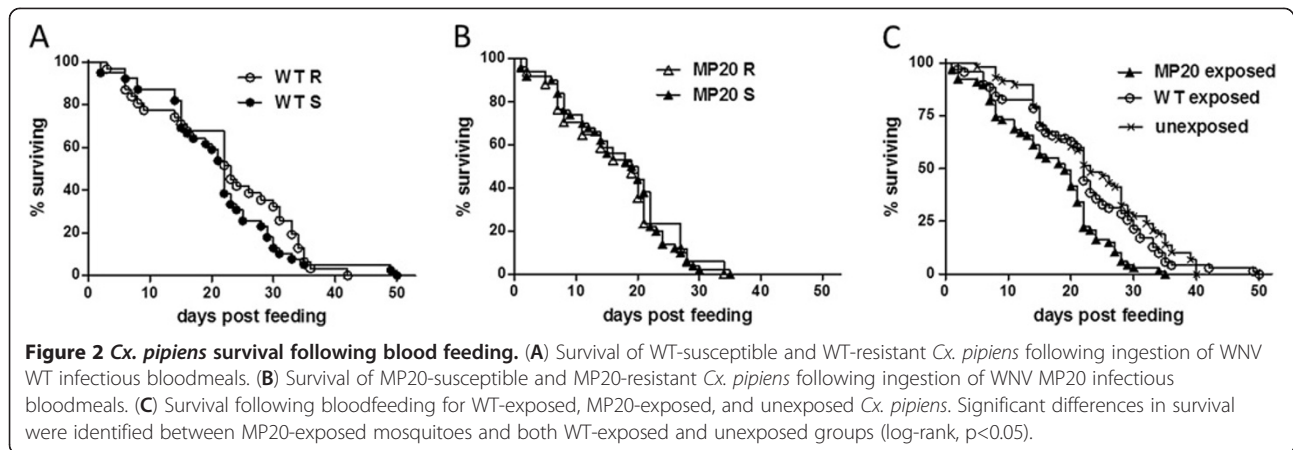 A
B
C
WT R
WT S
MP20 R
MP20 S
MP20 exposed
WT exposed
unexposed
% surviving
100
80
60
40
20
0
0 10 20 30 40 50
days post feeding
% surviving
100
80
60
40
20
0
0 10 20 30 40 50
days post feeding
% surviving
100
75
50
25
0
0 10 20 30 40 50
days post feeding
Figure 2 Cx. pipiens survival following blood feeding. (A) Survival of WT-susceptible and WT-resistant Cx. pipiens following ingestion of WNV
WT infectious bloodmeals. (B) Survival of MP20-susceptible and MP20-resistant Cx. pipiens following ingestion of WNV MP20 infectious
bloodmeals. (C) Survival following bloodfeeding for WT-exposed, MP20-exposed, and unexposed Cx. pipiens. Significant differences in survival
were identified between MP20-exposed mosquitoes and both WT-exposed and unexposed groups (log-rank, p<0.05).